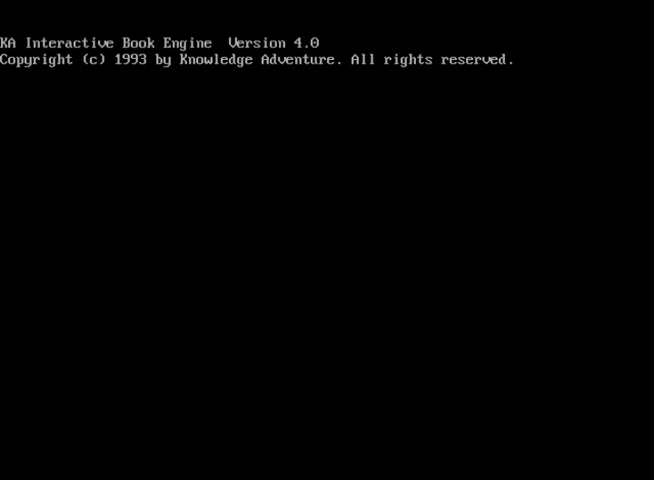 KA Interactive Book Engine  Version 4.0
Copyright (c) 1993 by Knowledge Adventure. All rights reserved.